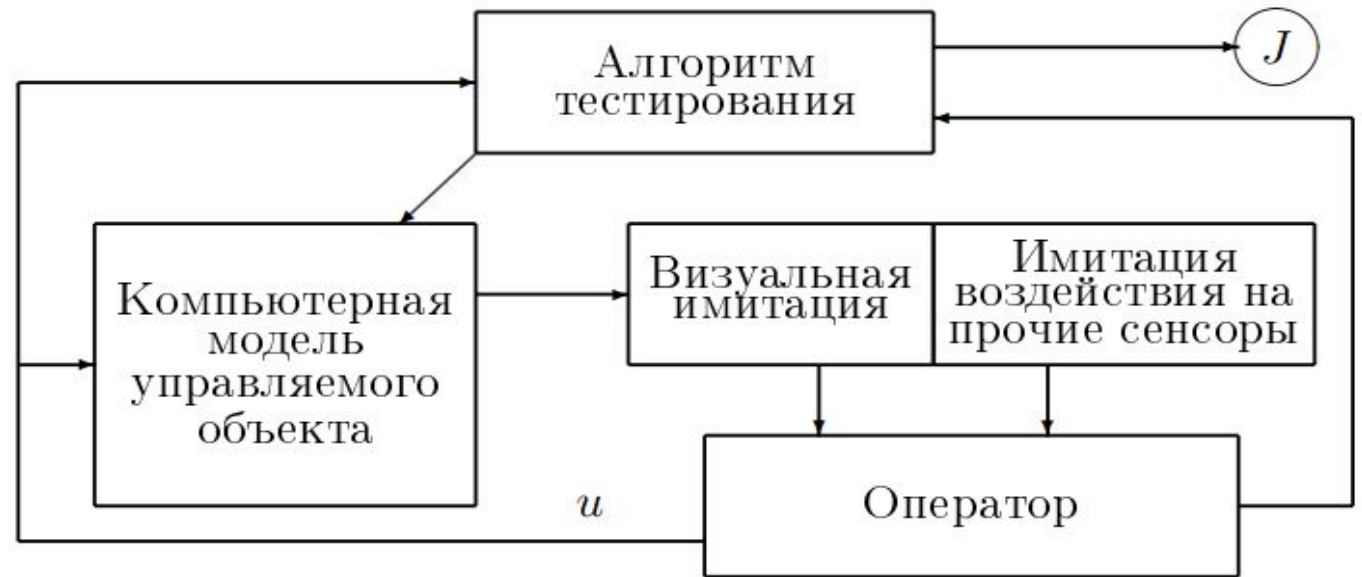 Алгоритм
тестирования
J
Компьютерная
модель
управляемого
объекта
Визуальная
имитация
Имитация
воздействия на
прочие сенсоры
u
Оператор